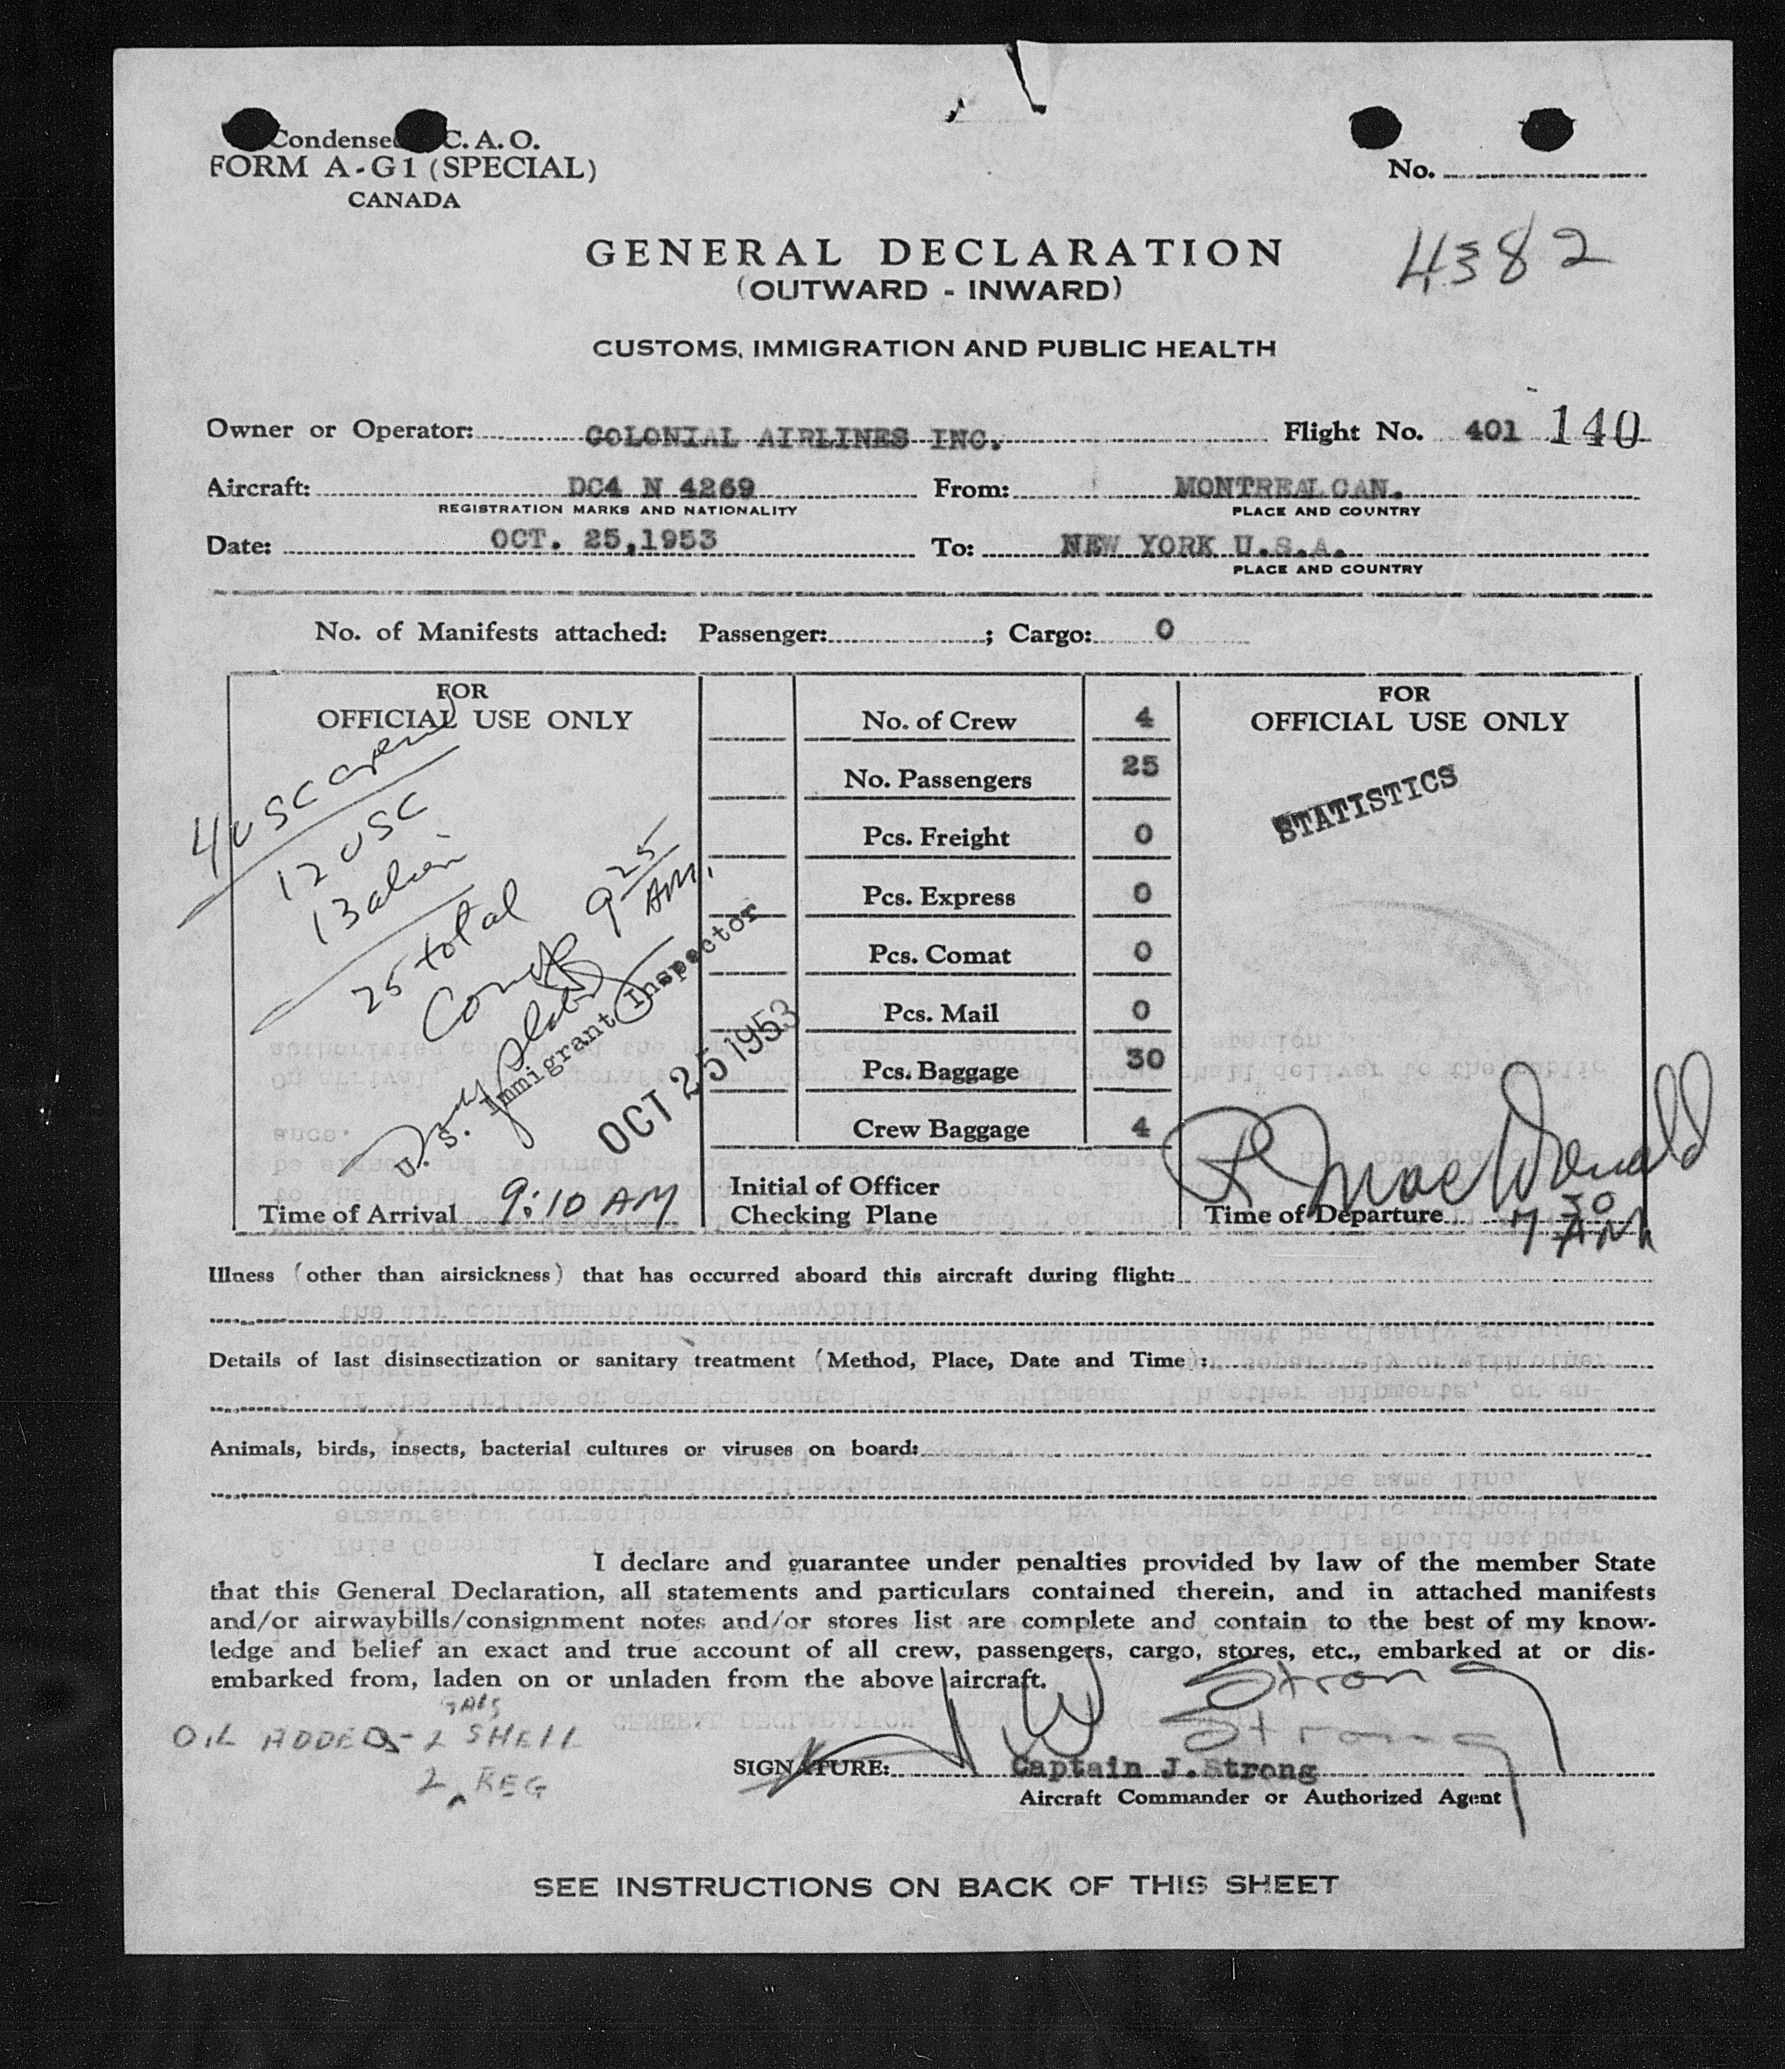 Condensed C. A. O.
FORM A-G1 (SPECIAL)
CANADA
No.
4382
GENERAL DECLARATION
(OUTWARD - INWARD)
CUSTOMS, IMMIGRATION AND PUBLIC HEALTH
Owner or Operator: COLONIAL AIRLINES INC. Flight No. 401 140
Aircraft: DC4 N 4269 From: MONTREAL CAN.
REGISTRATION MARKS AND NATIONALITY PLACE AND COUNTRY
Date: OCT. 25,1953 To: NEW YORK U.S.A.
PLACE AND COUNTRY
No. of Manifests attached: Passenger: ; Cargo: 0
FOR
OFFICIAL USE ONLY
4 USC
12 USC
13 alien
25 total
9 25 AM.
U. S. Immigrant Inspector
OCT 25 1953
Time of Arrival 9:10 AM
No. of Crew 4
No. Passengers 25
Pcs. Freight 0
Pcs. Express 0
Pcs. Comat 0
Pcs. Mail 0
Pcs. Baggage 30
Crew Baggage 4
Initial of Officer
Checking Plane
FOR
OFFICIAL USE ONLY
STATISTICS
MacDonald
Time of Departure 7 30 AM
Illness (other than airsickness) that has occurred aboard this aircraft during flight:
Details of last disinsectization or sanitary treatment (Method, Place, Date and Time):
Animals, birds, insects, bacterial cultures or viruses on board:
I declare and guarantee under penalties provided by law of the member State
that this General Declaration, all statements and particulars contained therein, and in attached manifests
and/or airwaybills/consignment notes and/or stores list are complete and contain to the best of my know-
ledge and belief an exact and true account of all crew, passengers, cargo, stores, etc., embarked at or dis-
embarked from, laden on or unladen from the above aircraft.
Strong
Strong
GALS
OIL ADDED - 2 SHELL
2 REG
SIGNATURE: Captain J. Strong
Aircraft Commander or Authorized Agent
SEE INSTRUCTIONS ON BACK OF THIS SHEET